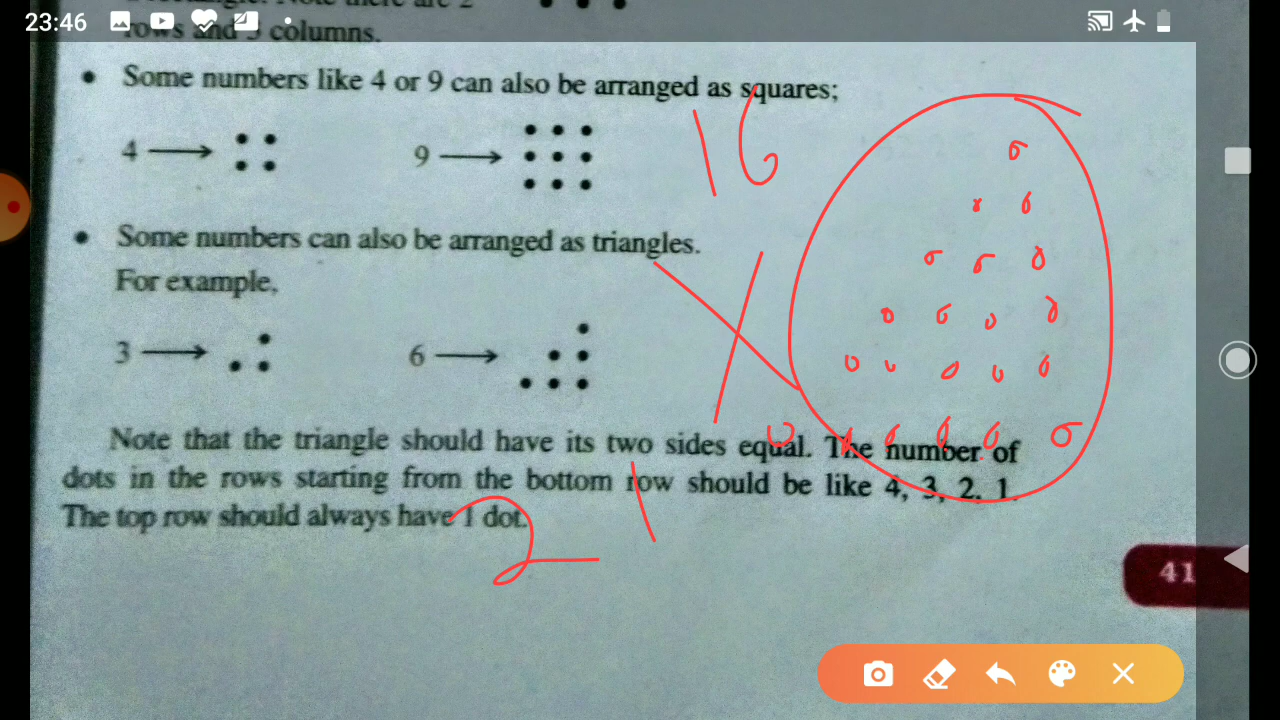 23:46
rows and 3 columns.
• Some numbers like 4 or 9 can also be arranged as squares;
4 → 9 →
16
• Some numbers can also be arranged as triangles.
For example,
3 → 6 →
Note that the triangle should have its two sides equal. The number of
dots in the rows starting from the bottom row should be like 4, 3, 2, 1.
The top row should always have 1 dot.
21
41